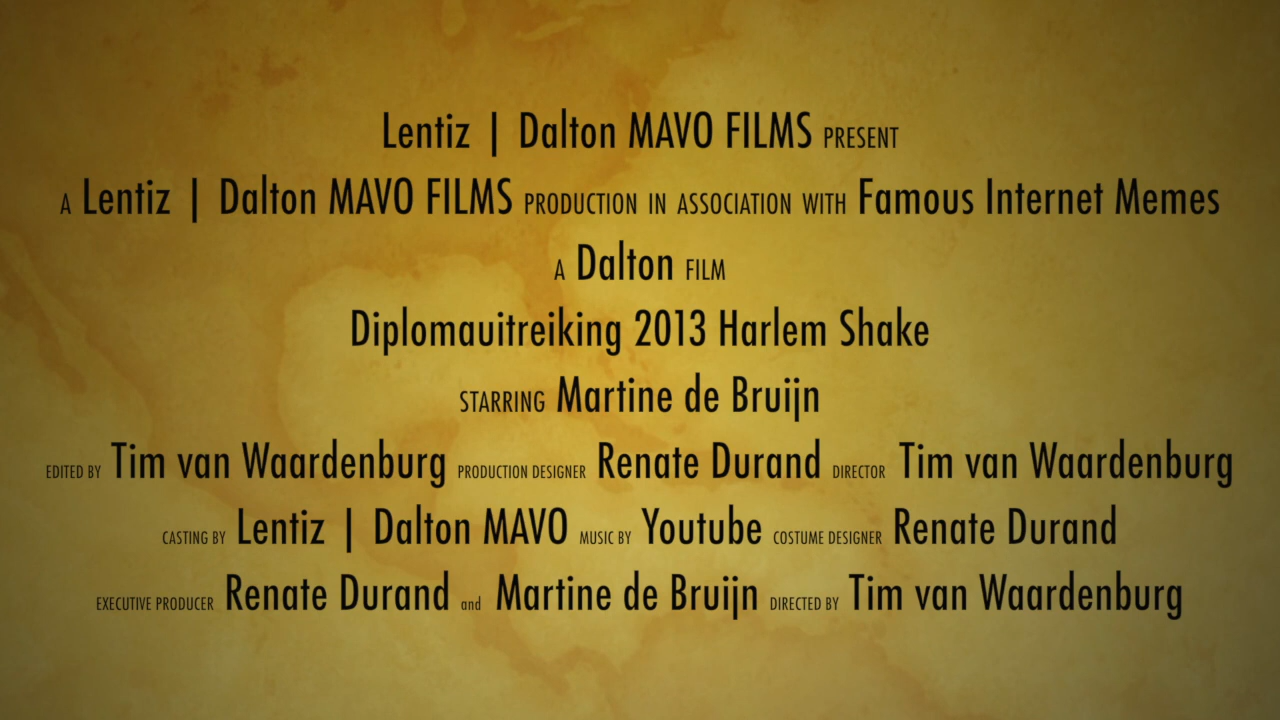 Lentiz | Dalton MAVO FILMS PRESENT
A Lentiz | Dalton MAVO FILMS PRODUCTION IN ASSOCIATION WITH Famous Internet Memes
A Dalton FILM
Diplomauitreiking 2013 Harlem Shake
STARRING Martine de Bruijn
EDITED BY Tim van Waardenburg PRODUCTION DESIGNER Renate Durand DIRECTOR Tim van Waardenburg
CASTING BY Lentiz | Dalton MAVO MUSIC BY Youtube COSTUME DESIGNER Renate Durand
EXECUTIVE PRODUCER Renate Durand and Martine de Bruijn DIRECTED BY Tim van Waardenburg